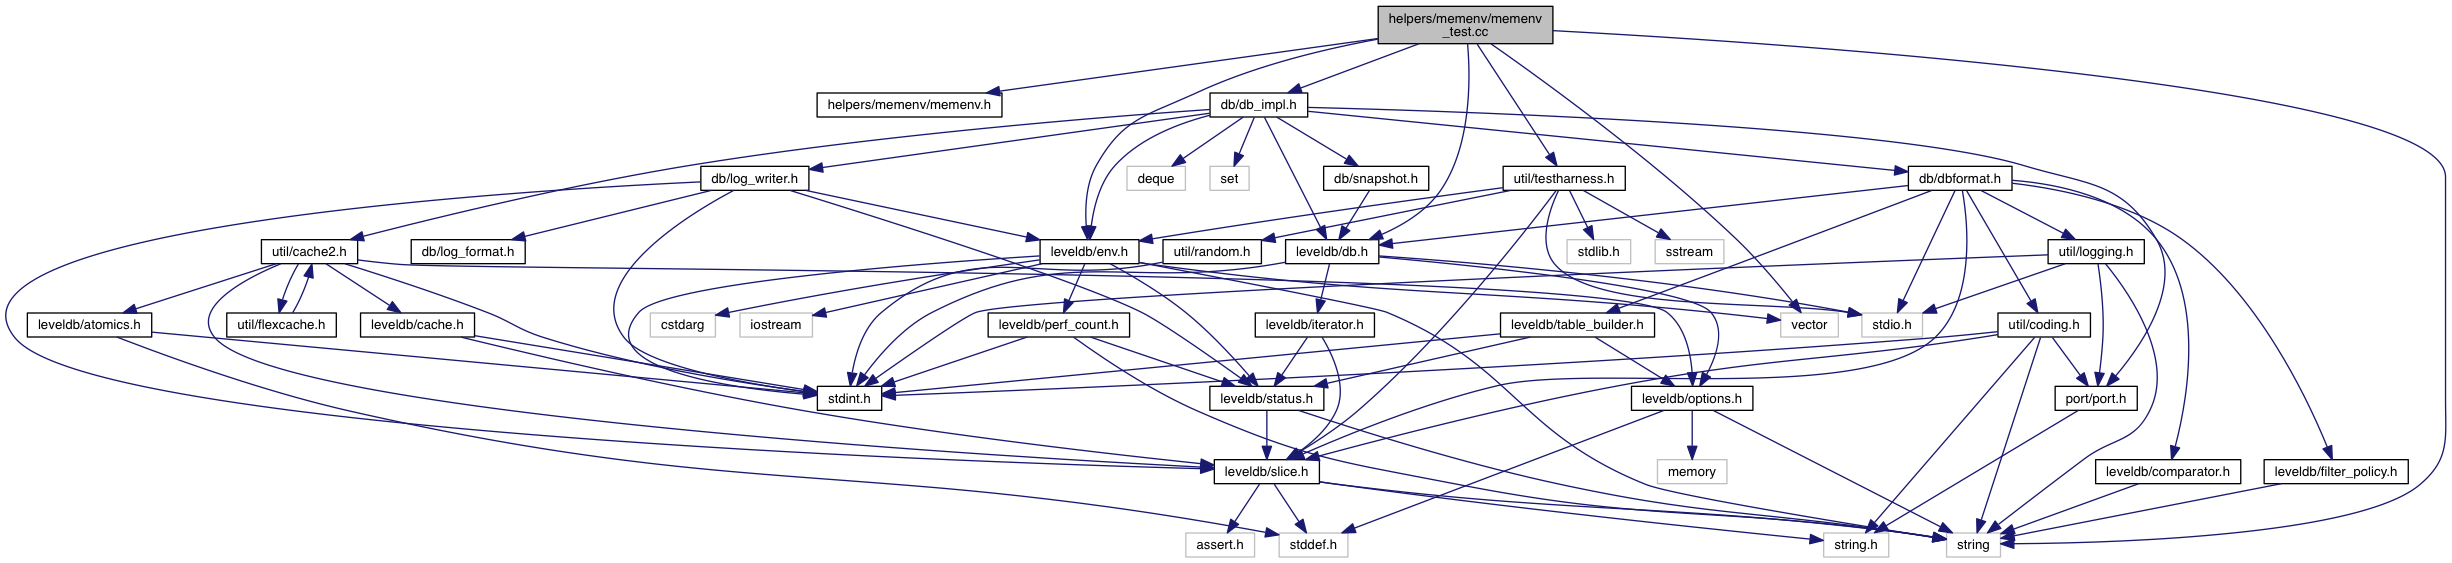 helpers/memenv/memenv
_test.cc
helpers/memenv/memenv.h
db/db_impl.h
db/log_writer.h
deque
set
db/snapshot.h
util/testharness.h
db/dbformat.h
util/cache2.h
db/log_format.h
leveldb/env.h
util/random.h
leveldb/db.h
stdlib.h
sstream
util/logging.h
leveldb/atomics.h
util/flexcache.h
leveldb/cache.h
cstdarg
iostream
leveldb/perf_count.h
leveldb/iterator.h
leveldb/table_builder.h
vector
stdio.h
util/coding.h
stdint.h
leveldb/status.h
leveldb/options.h
port/port.h
leveldb/slice.h
memory
leveldb/comparator.h
leveldb/filter_policy.h
assert.h
stddef.h
string.h
string